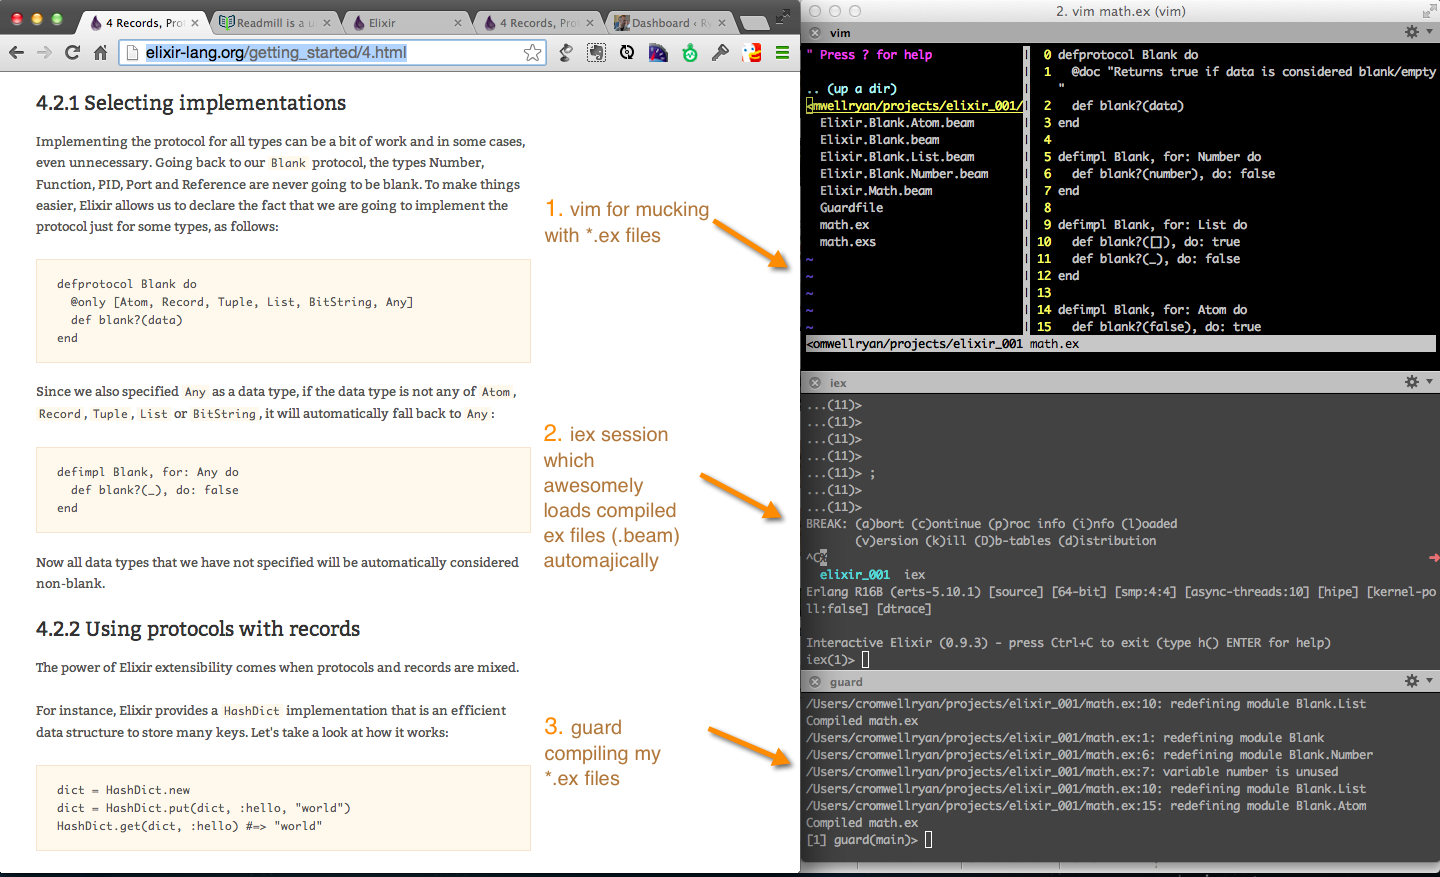 4 Records, Pro
Readmill is a u
Elixir
4 Records, Pro
Dashboard ‹ Ry
elixir-lang.org/getting_started/4.html
4.2.1 Selecting implementations
Implementing the protocol for all types can be a bit of work and in some cases,
even unnecessary. Going back to our Blank protocol, the types Number,
Function, PID, Port and Reference are never going to be blank. To make things
easier, Elixir allows us to declare the fact that we are going to implement the
protocol just for some types, as follows:
defprotocol Blank do
@only [Atom, Record, Tuple, List, BitString, Any]
def blank?(data)
end
Since we also specified Any as a data type, if the data type is not any of Atom,
Record, Tuple, List or BitString, it will automatically fall back to Any:
defimpl Blank, for: Any do
def blank?(_), do: false
end
Now all data types that we have not specified will be automatically considered
non-blank.
4.2.2 Using protocols with records
The power of Elixir extensibility comes when protocols and records are mixed.
For instance, Elixir provides a HashDict implementation that is an efficient
data structure to store many keys. Let's take a look at how it works:
dict = HashDict.new
dict = HashDict.put(dict, :hello, "world")
HashDict.get(dict, :hello) #=> "world"
1. vim for mucking
with *.ex files
2. iex session
which
awesomely
loads compiled
ex files (.beam)
automajically
3. guard
compiling my
*.ex files
2. vim math.ex (vim)
vim
" Press ? for help
.. (up a dir)
<mwellryan/projects/elixir_001/
Elixir.Blank.Atom.beam
Elixir.Blank.beam
Elixir.Blank.List.beam
Elixir.Blank.Number.beam
Elixir.Math.beam
Guardfile
math.ex
math.exs
~
~
~
~
~
0 defprotocol Blank do
1 @doc "Returns true if data is considered blank/empty
"
2 def blank?(data)
3 end
4
5 defimpl Blank, for: Number do
6 def blank?(number), do: false
7 end
8
9 defimpl Blank, for: List do
10 def blank?([]), do: true
11 def blank?(_), do: false
12 end
13
14 defimpl Blank, for: Atom do
15 def blank?(false), do: true
<omwellryan/projects/elixir_001 math.ex
iex
...(11)>
...(11)>
...(11)>
...(11)>
...(11)> ;
...(11)>
...(11)>
BREAK: (a)bort (c)ontinue (p)roc info (i)nfo (l)oaded
(v)ersion (k)ill (D)b-tables (d)istribution
^C
elixir_001 iex
Erlang R16B (erts-5.10.1) [source] [64-bit] [smp:4:4] [async-threads:10] [hipe] [kernel-po
ll:false] [dtrace]
Interactive Elixir (0.9.3) - press Ctrl+C to exit (type h() ENTER for help)
iex(1)>
guard
/Users/cromwellryan/projects/elixir_001/math.ex:10: redefining module Blank.List
Compiled math.ex
/Users/cromwellryan/projects/elixir_001/math.ex:1: redefining module Blank
/Users/cromwellryan/projects/elixir_001/math.ex:6: redefining module Blank.Number
/Users/cromwellryan/projects/elixir_001/math.ex:7: variable number is unused
/Users/cromwellryan/projects/elixir_001/math.ex:10: redefining module Blank.List
/Users/cromwellryan/projects/elixir_001/math.ex:15: redefining module Blank.Atom
Compiled math.ex
[1] guard(main)>